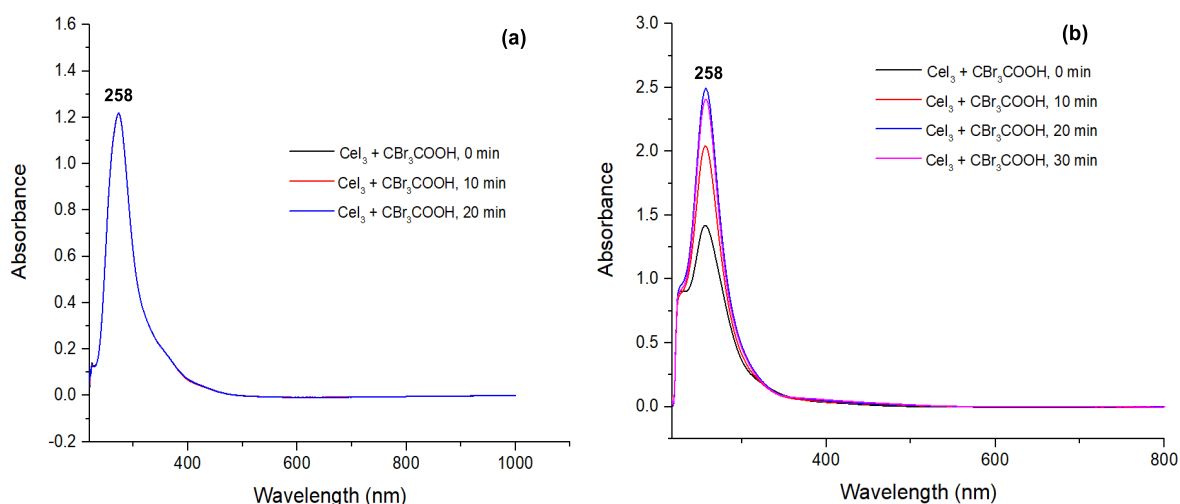 (a)
258
CeI₃ + CBr₃COOH, 0 min
CeI₃ + CBr₃COOH, 10 min
CeI₃ + CBr₃COOH, 20 min
1.6
1.4
1.2
1.0
0.8
0.6
0.4
0.2
0.0
-0.2
Absorbance
400
600
800
1000
Wavelength (nm)
(b)
258
CeI₃ + CBr₃COOH, 0 min
CeI₃ + CBr₃COOH, 10 min
CeI₃ + CBr₃COOH, 20 min
CeI₃ + CBr₃COOH, 30 min
3.0
2.5
2.0
1.5
1.0
0.5
0.0
Absorbance
400
600
800
Wavelength (nm)